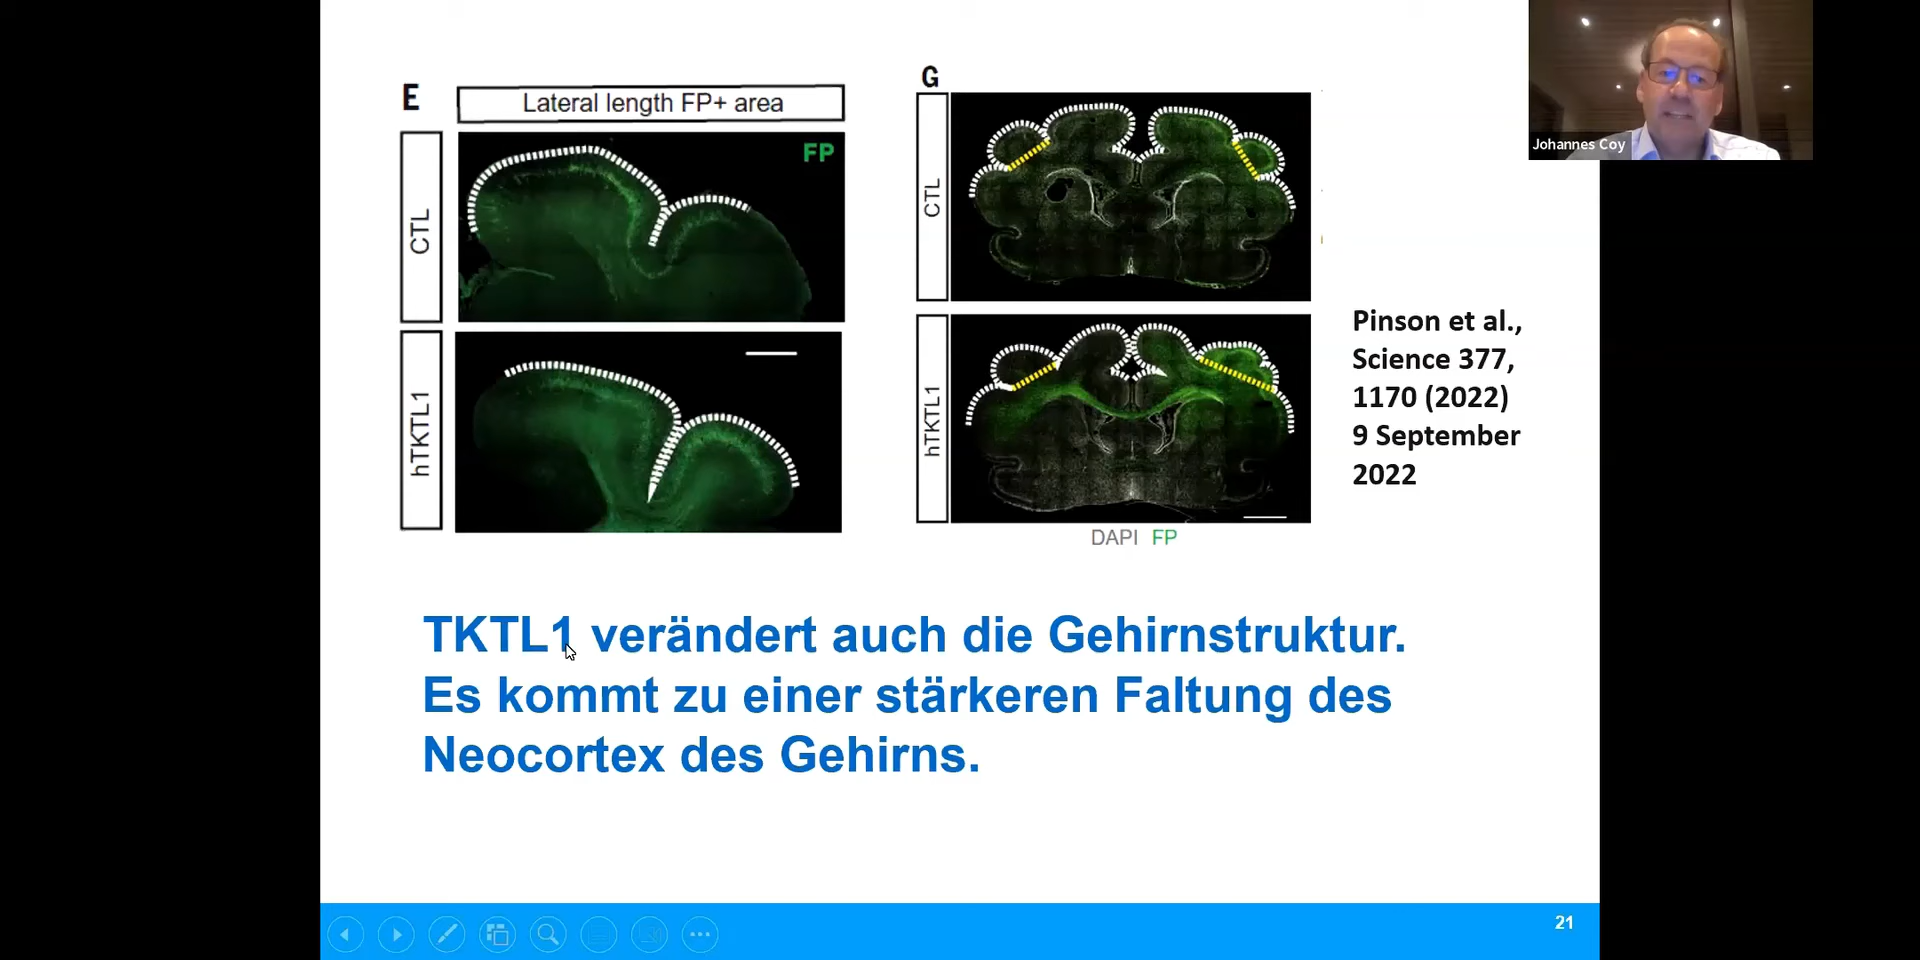 E
Lateral length FP+ area
FP
CTL
hTKTL1
G
CTL
hTKTL1
DAPI FP
Johannes Coy
Pinson et al.,
Science 377,
1170 (2022)
9 September
2022
TKTL1 verändert auch die Gehirnstruktur.
Es kommt zu einer stärkeren Faltung des
Neocortex des Gehirns.
21